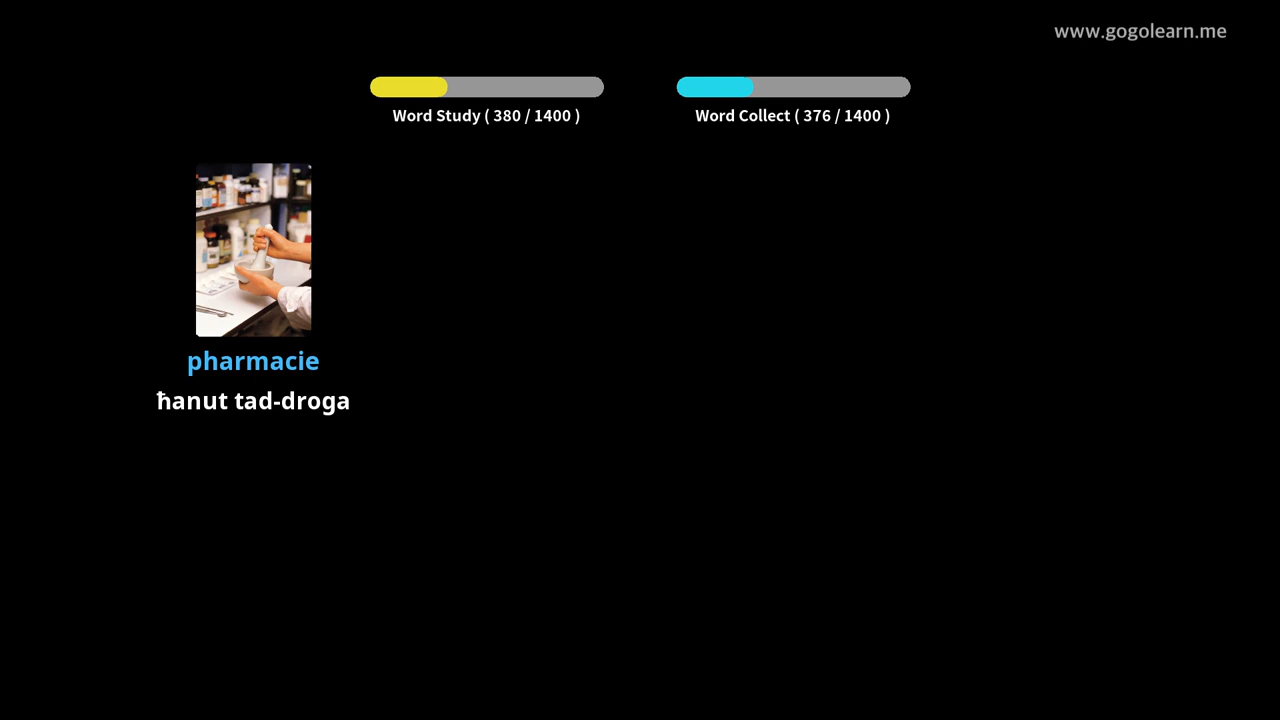 www.gogolearn.me
Word Study ( 380 / 1400 )
Word Collect ( 376 / 1400 )
pharmacie
ħanut tad-droga